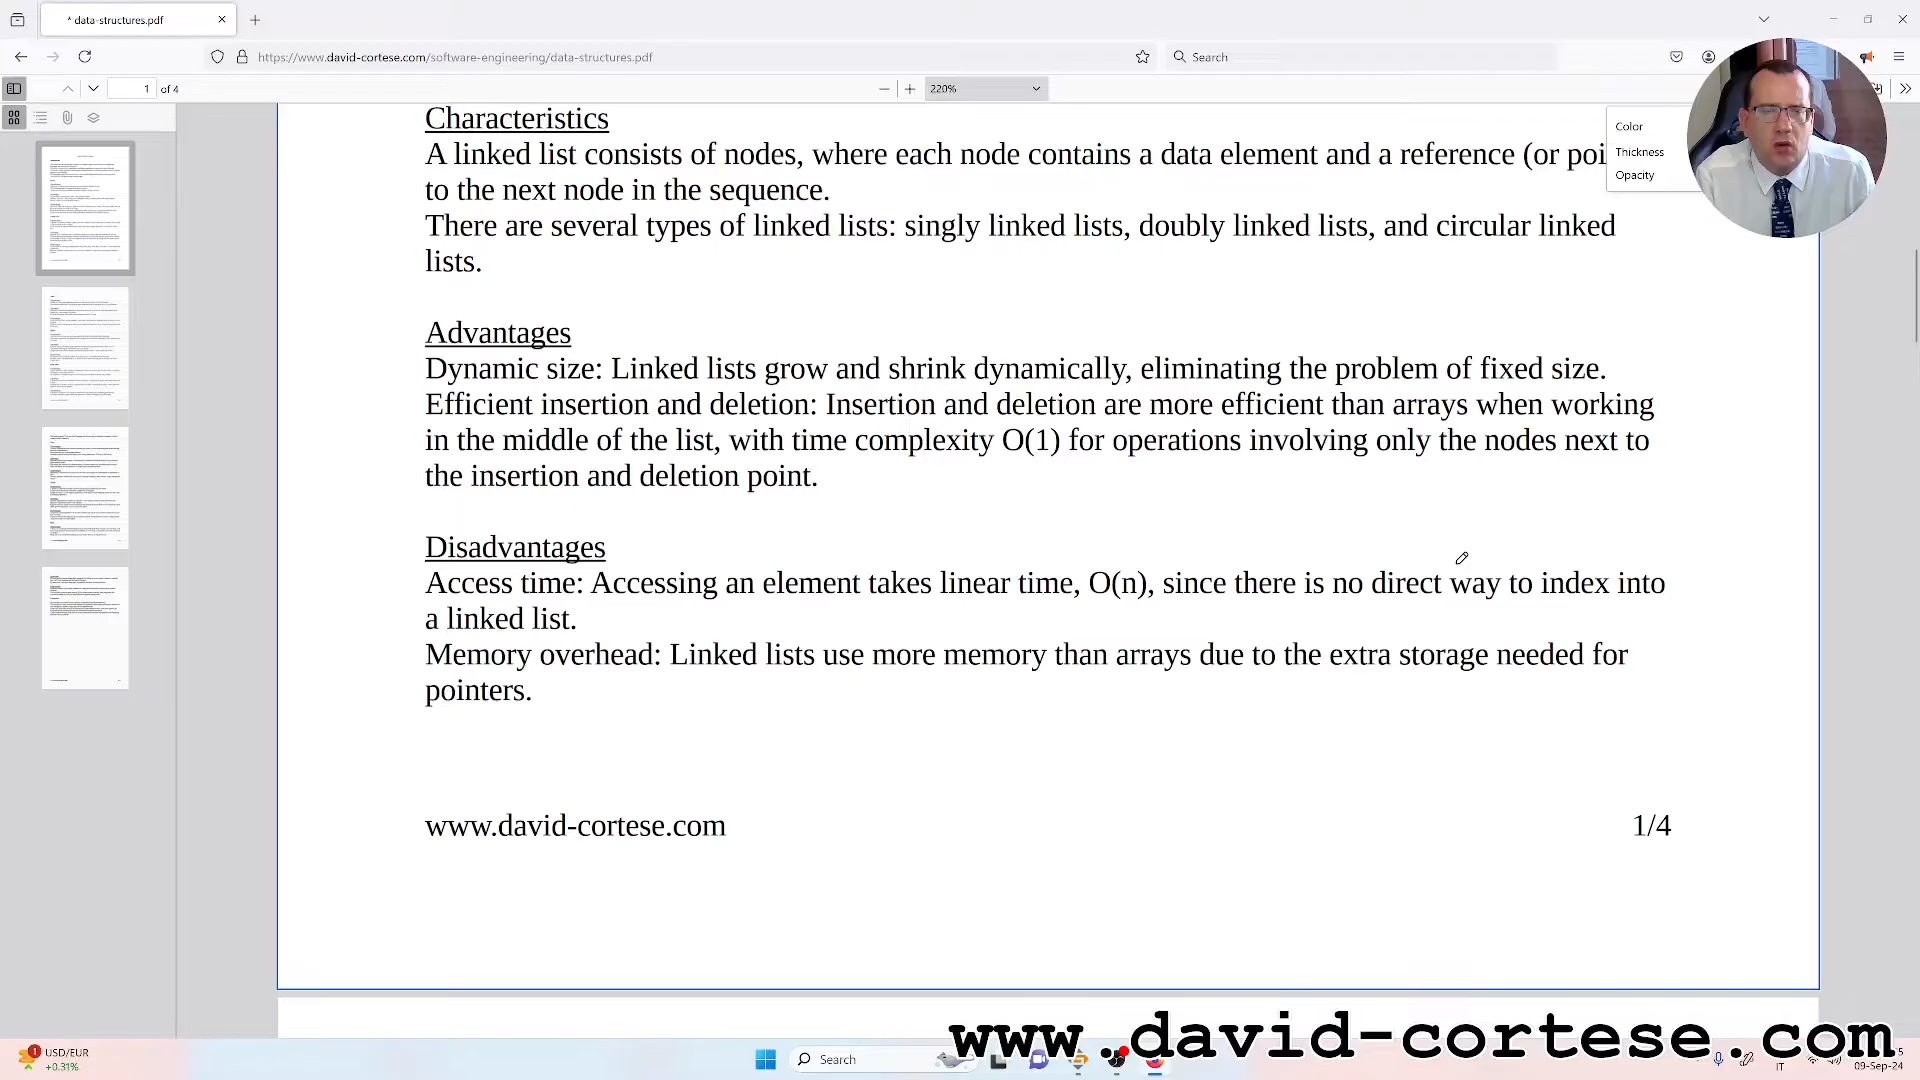 * data-structures.pdf
https://www.david-cortese.com/software-engineering/data-structures.pdf
Search
1 of 4
220%
Color
Thickness
Opacity
Characteristics
A linked list consists of nodes, where each node contains a data element and a reference (or poi
to the next node in the sequence.
There are several types of linked lists: singly linked lists, doubly linked lists, and circular linked
lists.
Advantages
Dynamic size: Linked lists grow and shrink dynamically, eliminating the problem of fixed size.
Efficient insertion and deletion: Insertion and deletion are more efficient than arrays when working
in the middle of the list, with time complexity O(1) for operations involving only the nodes next to
the insertion and deletion point.
Disadvantages
Access time: Accessing an element takes linear time, O(n), since there is no direct way to index into
a linked list.
Memory overhead: Linked lists use more memory than arrays due to the extra storage needed for
pointers.
www.david-cortese.com 1/4
www.david-cortese.com
1
USD/EUR
+0.31%
Search
IT
09-Sep-24